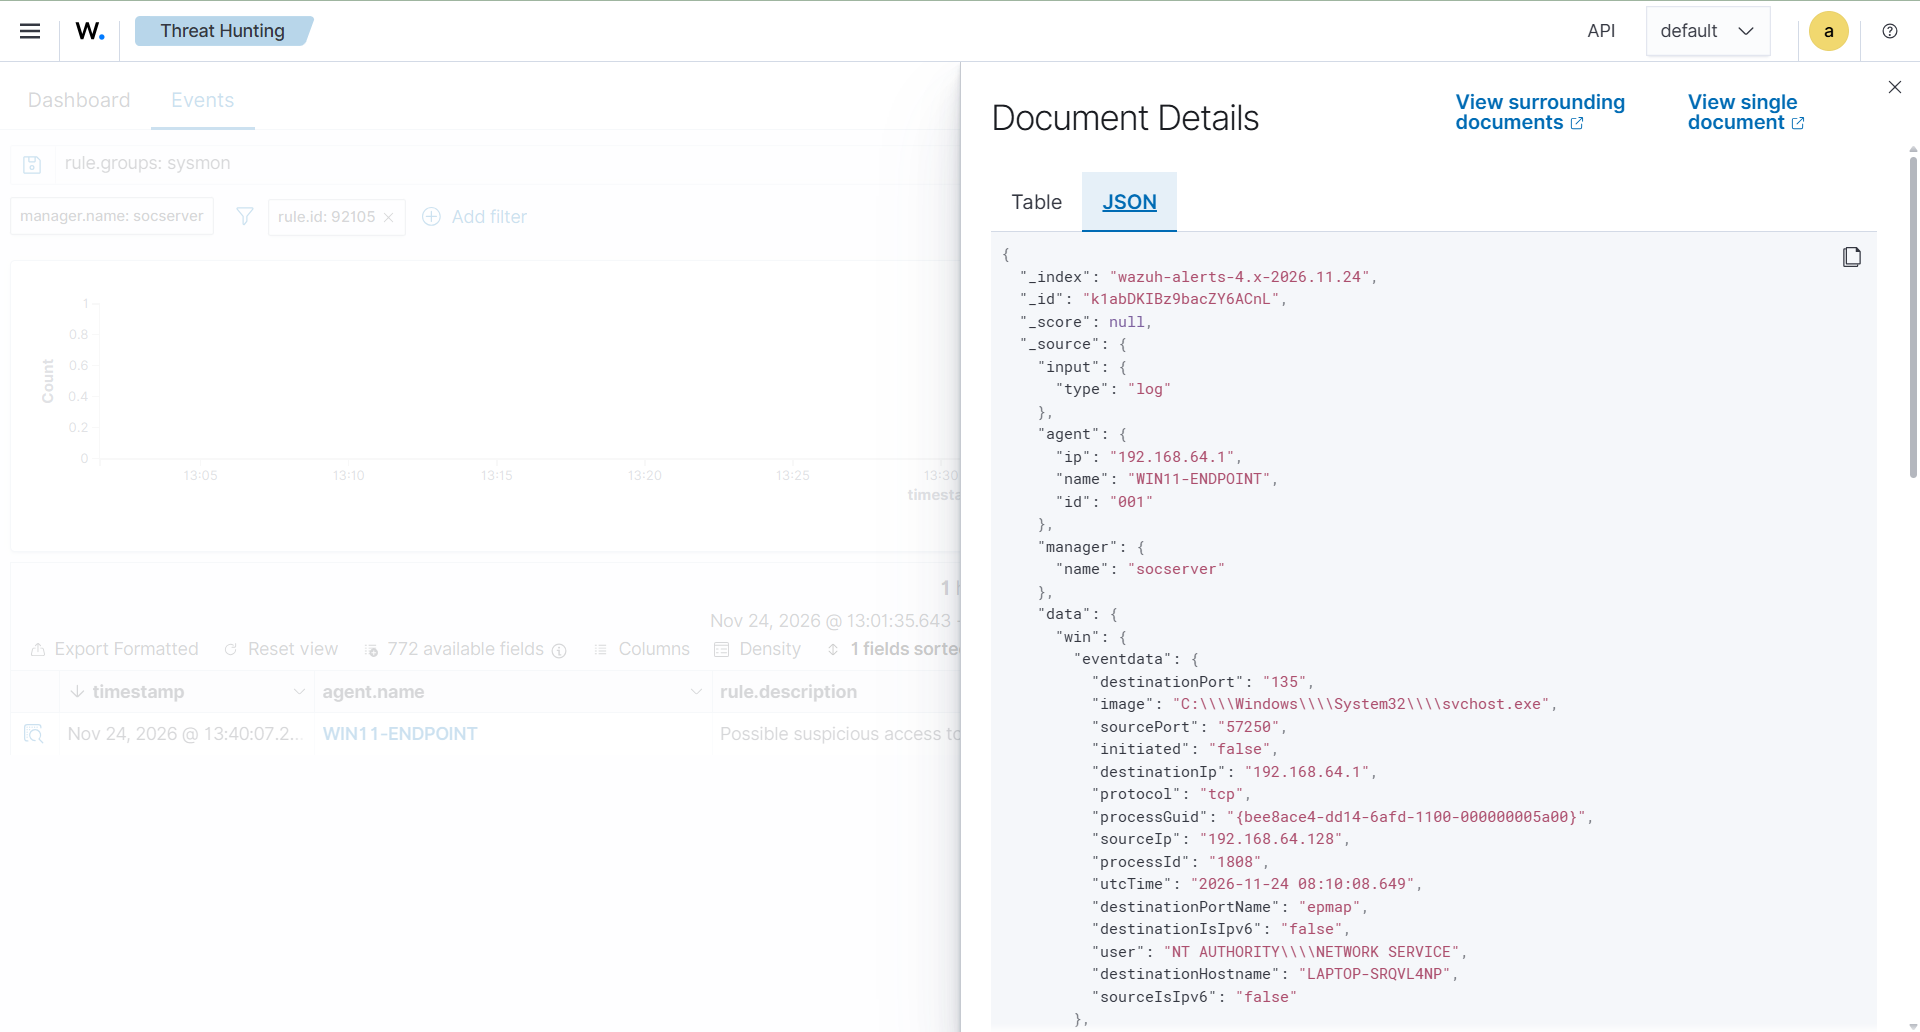 W.
Threat Hunting
API
default
a
Dashboard
Events
rule.groups: sysmon
manager.name: socserver
rule.id: 92105
Add filter
Count
1
0.8
0.6
0.4
0.2
0
13:05
13:10
13:15
13:20
13:25
13:30
1
Nov 24, 2026 @ 13:01:35.643 -
Export Formatted
Reset view
772 available fields
Columns
Density
1 fields sorte
timestamp
agent.name
rule.description
Nov 24, 2026 @ 13:40:07.2...
WIN11-ENDPOINT
Possible suspicious access to
Document Details
View surrounding
documents
View single
document
Table
JSON
{
"_index": "wazuh-alerts-4.x-2026.11.24",
"_id": "k1abDKIBz9bacZY6ACnL",
"_score": null,
"_source": {
"input": {
"type": "log"
},
"agent": {
"ip": "192.168.64.1",
"name": "WIN11-ENDPOINT",
"id": "001"
},
"manager": {
"name": "socserver"
},
"data": {
"win": {
"eventdata": {
"destinationPort": "135",
"image": "C:\\\\Windows\\\\System32\\\\svchost.exe",
"sourcePort": "57250",
"initiated": "false",
"destinationIp": "192.168.64.1",
"protocol": "tcp",
"processGuid": "{bee8ace4-dd14-6afd-1100-000000005a00}",
"sourceIp": "192.168.64.128",
"processId": "1808",
"utcTime": "2026-11-24 08:10:08.649",
"destinationPortName": "epmap",
"destinationIsIpv6": "false",
"user": "NT AUTHORITY\\\\NETWORK SERVICE",
"destinationHostname": "LAPTOP-SRQVL4NP",
"sourceIsIpv6": "false"
},